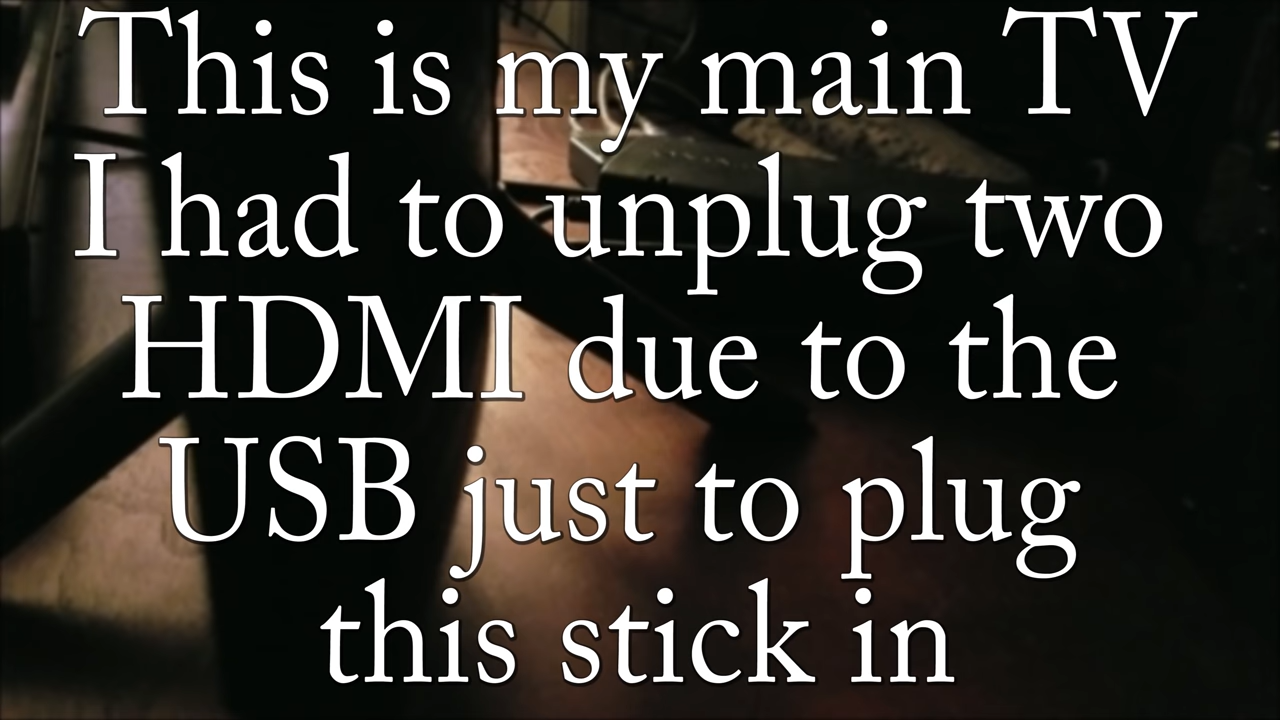 This is my main TV
I had to unplug two
HDMI due to the
USB just to plug
this stick in